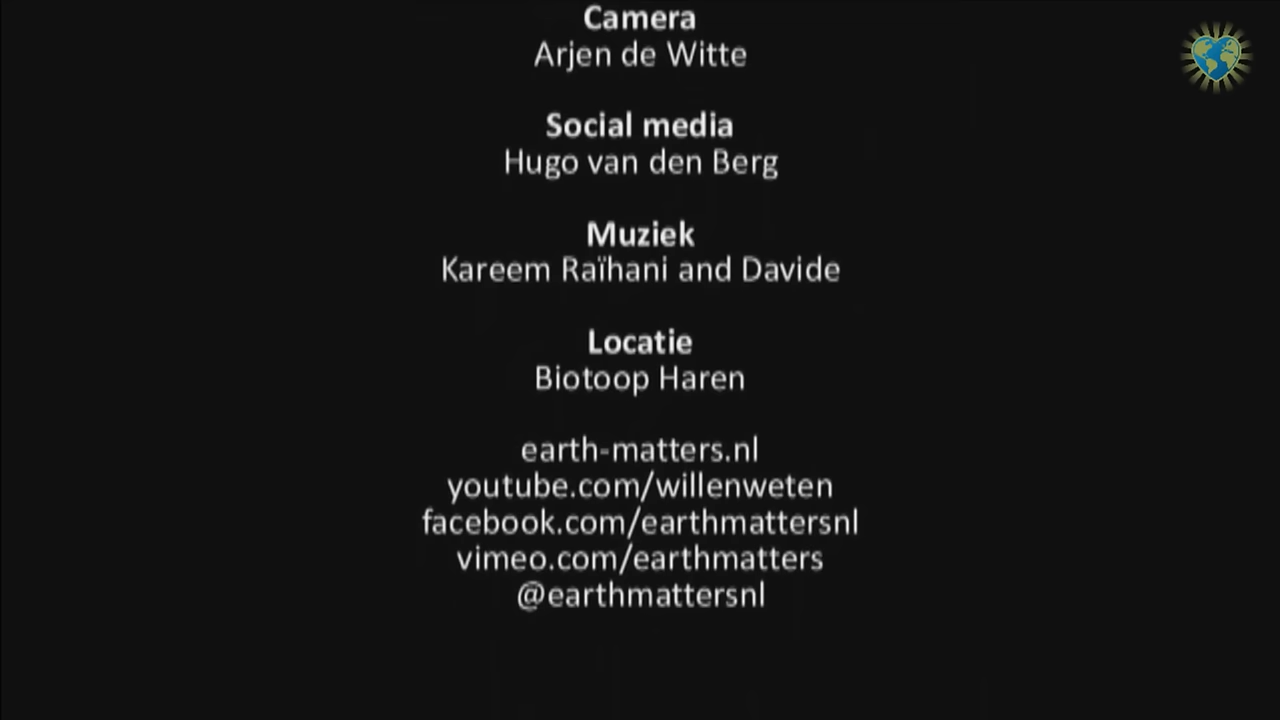 Camera
Arjen de Witte
Social media
Hugo van den Berg
Muziek
Kareem Raïhani and Davide
Locatie
Biotoop Haren
earth-matters.nl
youtube.com/willenweten
facebook.com/earthmattersnl
vimeo.com/earthmatters
@earthmattersnl